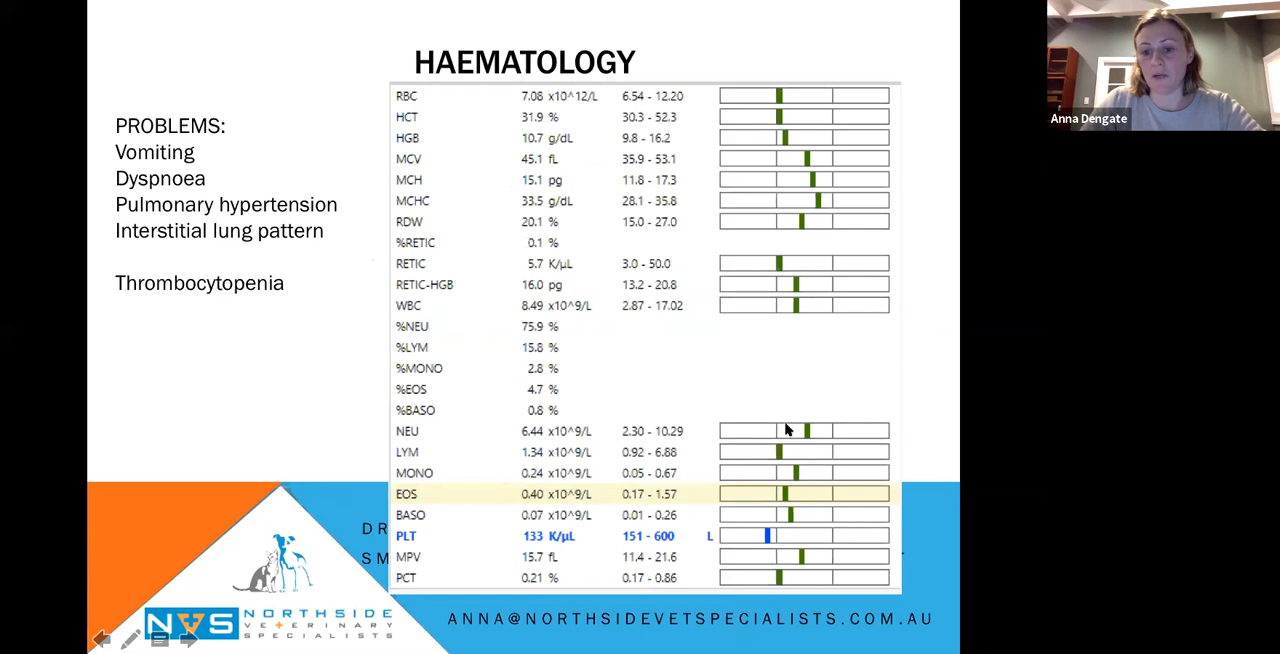 HAEMATOLOGY
Anna Dengate
PROBLEMS:
Vomiting
Dyspnoea
Pulmonary hypertension
Interstitial lung pattern
Thrombocytopenia
RBC 7.08 x10^12/L 6.54 - 12.20
HCT 31.9 % 30.3 - 52.3
HGB 10.7 g/dL 9.8 - 16.2
MCV 45.1 fL 35.9 - 53.1
MCH 15.1 pg 11.8 - 17.3
MCHC 33.5 g/dL 28.1 - 35.8
RDW 20.1 % 15.0 - 27.0
%RETIC 0.1 %
RETIC 5.7 K/µL 3.0 - 50.0
RETIC-HGB 16.0 pg 13.2 - 20.8
WBC 8.49 x10^9/L 2.87 - 17.02
%NEU 75.9 %
%LYM 15.8 %
%MONO 2.8 %
%EOS 4.7 %
%BASO 0.8 %
NEU 6.44 x10^9/L 2.30 - 10.29
LYM 1.34 x10^9/L 0.92 - 6.88
MONO 0.24 x10^9/L 0.05 - 0.67
EOS 0.40 x10^9/L 0.17 - 1.57
BASO 0.07 x10^9/L 0.01 - 0.26
PLT 133 K/µL 151 - 600 L
MPV 15.7 fL 11.4 - 21.6
PCT 0.21 % 0.17 - 0.86
DR
SM
NVS NORTHSIDE
VETERINARY
SPECIALISTS
ANNA@NORTHSIDEVETSPECIALISTS.COM.AU